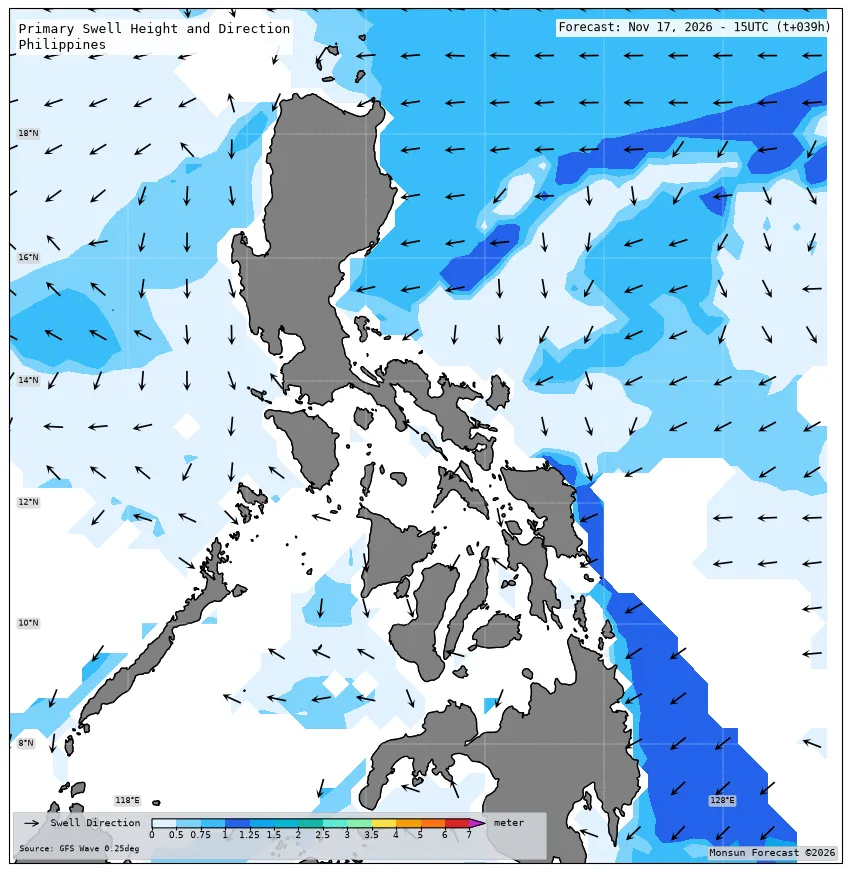 Primary Swell Height and Direction
Philippines
Forecast: Nov 17, 2026 - 15UTC (t+039h)
18°N
16°N
14°N
12°N
10°N
8°N
118°E
128°E
Swell Direction
0 0.5 0.75 1 1.25 1.5 2 2.5 3 3.5 4 5 6 7
meter
Source: GFS Wave 0.25deg
Monsun Forecast ©2026